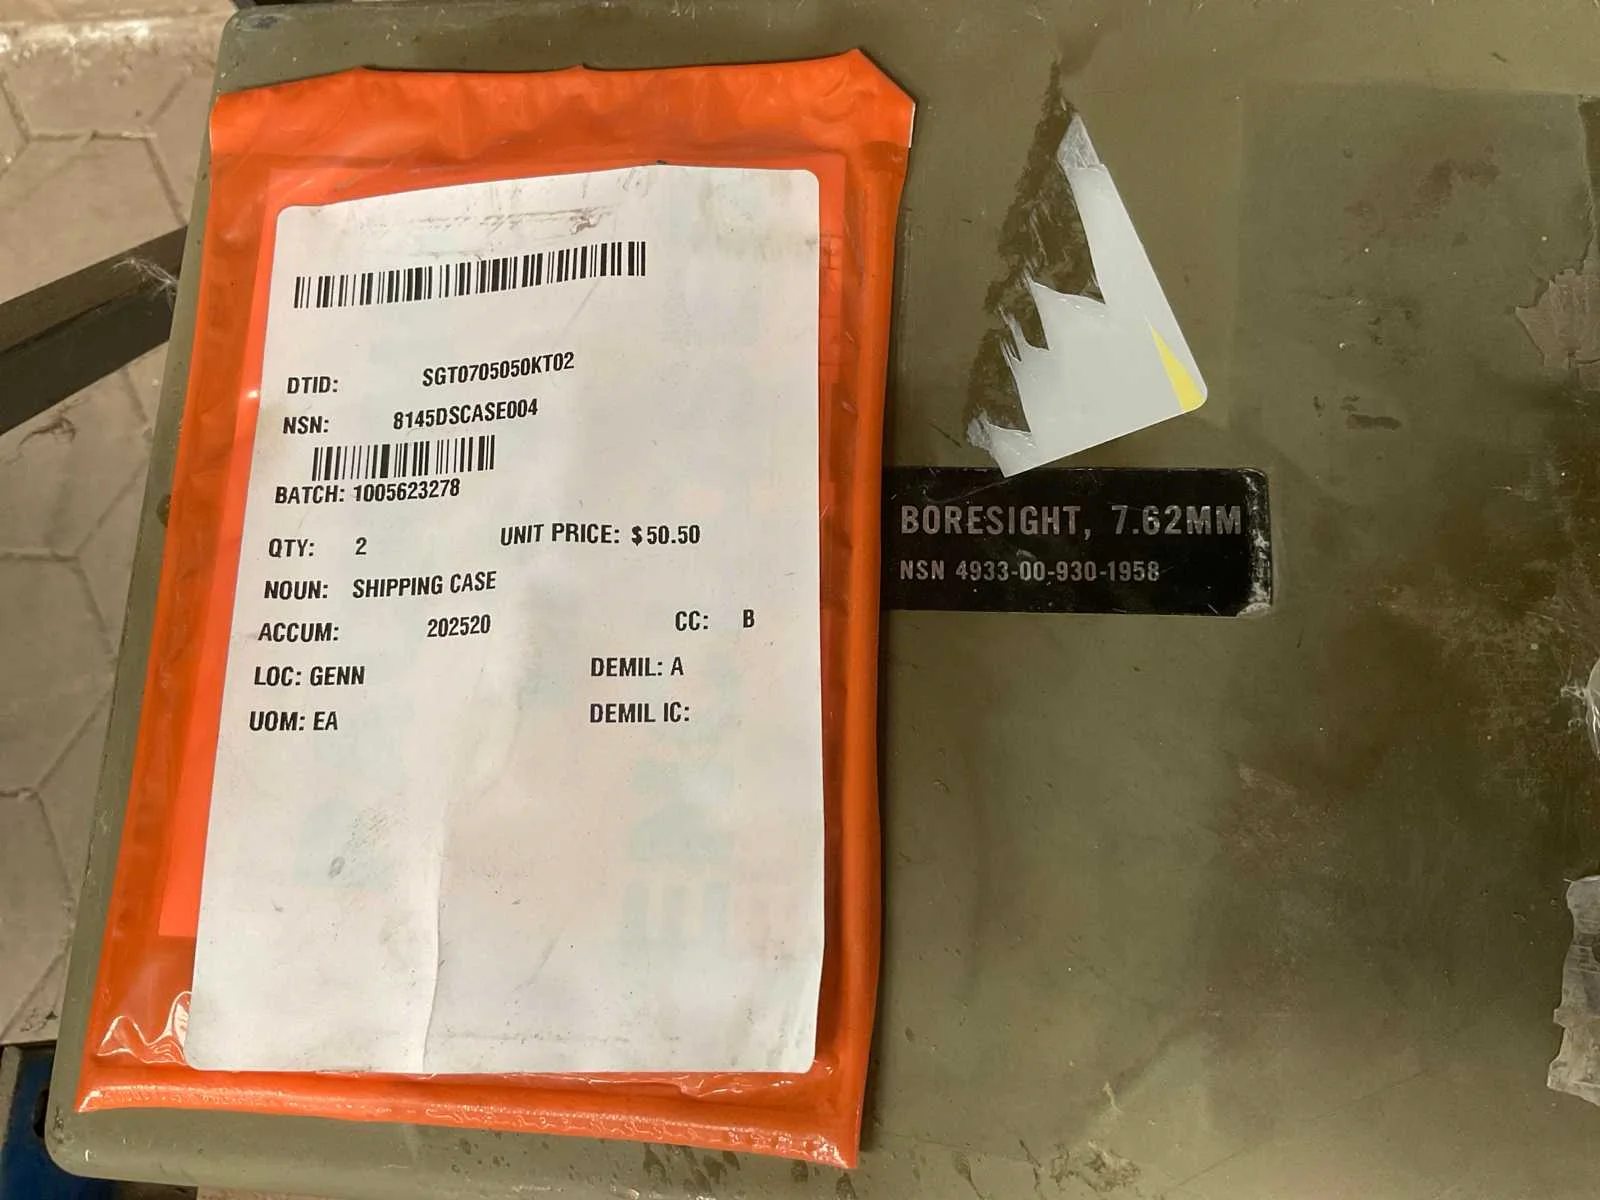 DTID: SGT0705050KT02
NSN: 8145DSCASE004
BATCH: 1005623278
QTY: 2 UNIT PRICE: $50.50
NOUN: SHIPPING CASE
ACCUM: 202520 CC: B
LOC: GENN DEMIL: A
UOM: EA DEMIL IC:
BORESIGHT, 7.62MM
NSN 4933-00-930-1958